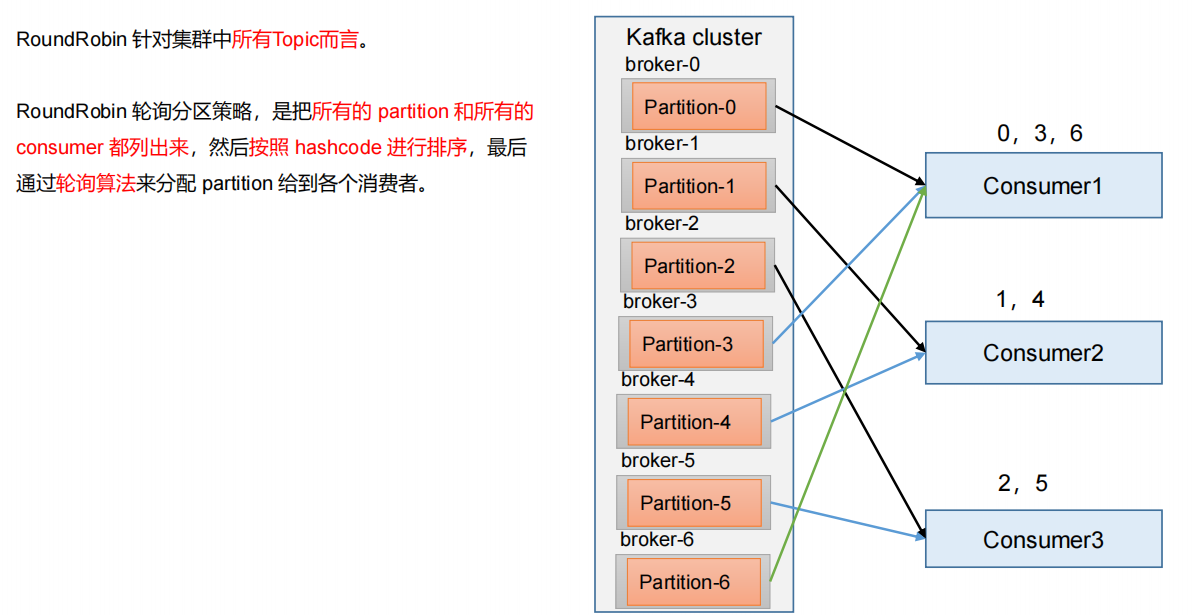 RoundRobin 针对集群中所有Topic而言。
RoundRobin 轮询分区策略，是把所有的 partition 和所有的
consumer 都列出来，然后按照 hashcode 进行排序，最后
通过轮询算法来分配 partition 给到各个消费者。
Kafka cluster
broker-0
Partition-0
broker-1
Partition-1
broker-2
Partition-2
broker-3
Partition-3
broker-4
Partition-4
broker-5
Partition-5
broker-6
Partition-6
0，3，6
Consumer1
1，4
Consumer2
2，5
Consumer3